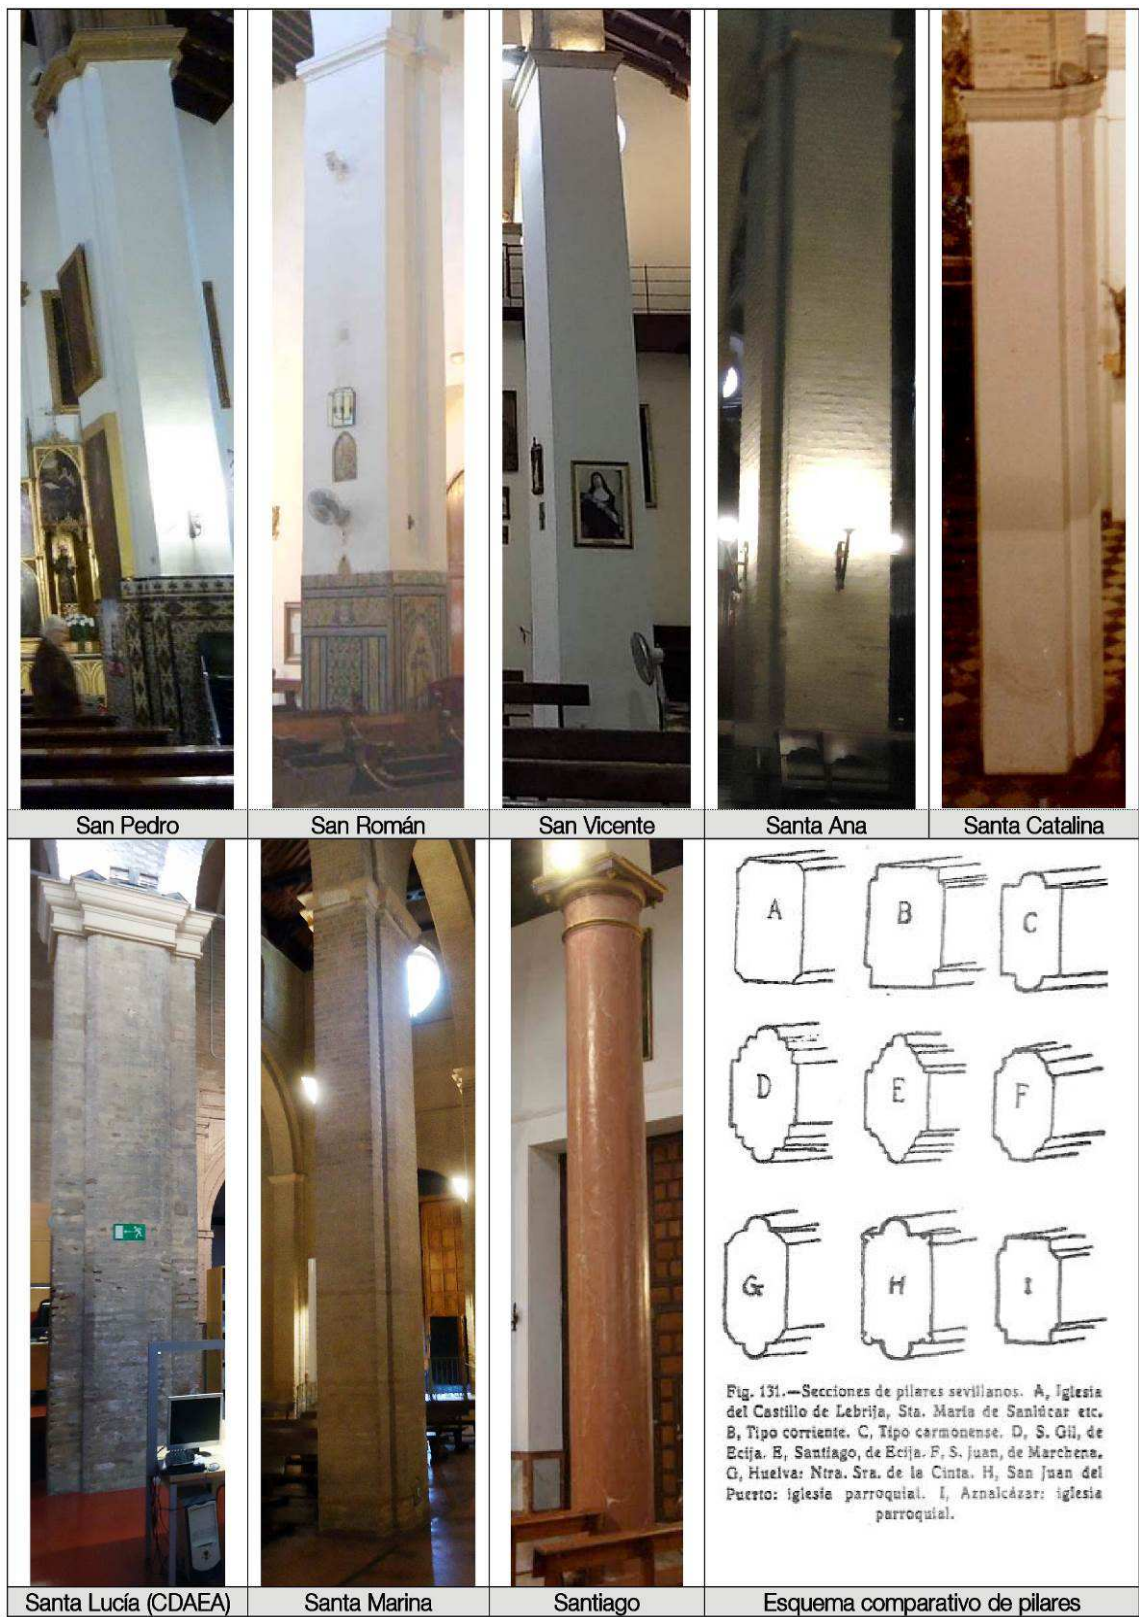 San Pedro
San Román
San Vicente
Santa Ana
Santa Catalina
A
B
C
D
E
F
G
H
I
Fig. 131.—Secciones de pilares sevillanos. A, Iglesia
del Castillo de Lebrija, Sta. María de Sanlúcar etc.
B, Tipo corriente. C, Tipo carmonense. D, S. Gil, de
Ecija. E, Santiago, de Ecija. F, S. Juan, de Marchena.
G, Huelva: Ntra. Sra. de la Cinta. H, San Juan del
Puerto: iglesia parroquial. I, Aznalcázar: iglesia
parroquial.
Santa Lucía (CDAEA)
Santa Marina
Santiago
Esquema comparativo de pilares